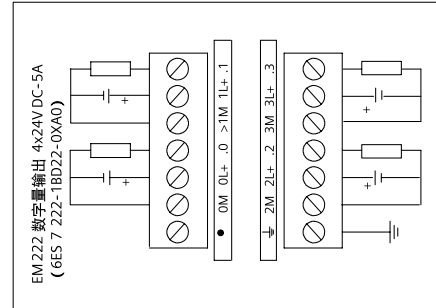 EM 222 数字量输出 4x24V DC-5A
(6ES 7 222-1BD22-0XA0)
● 0M 0L+ .0 >1M 1L+ .1
⏚ 2M 2L+ .2 3M 3L+ .3
+
+
+
+